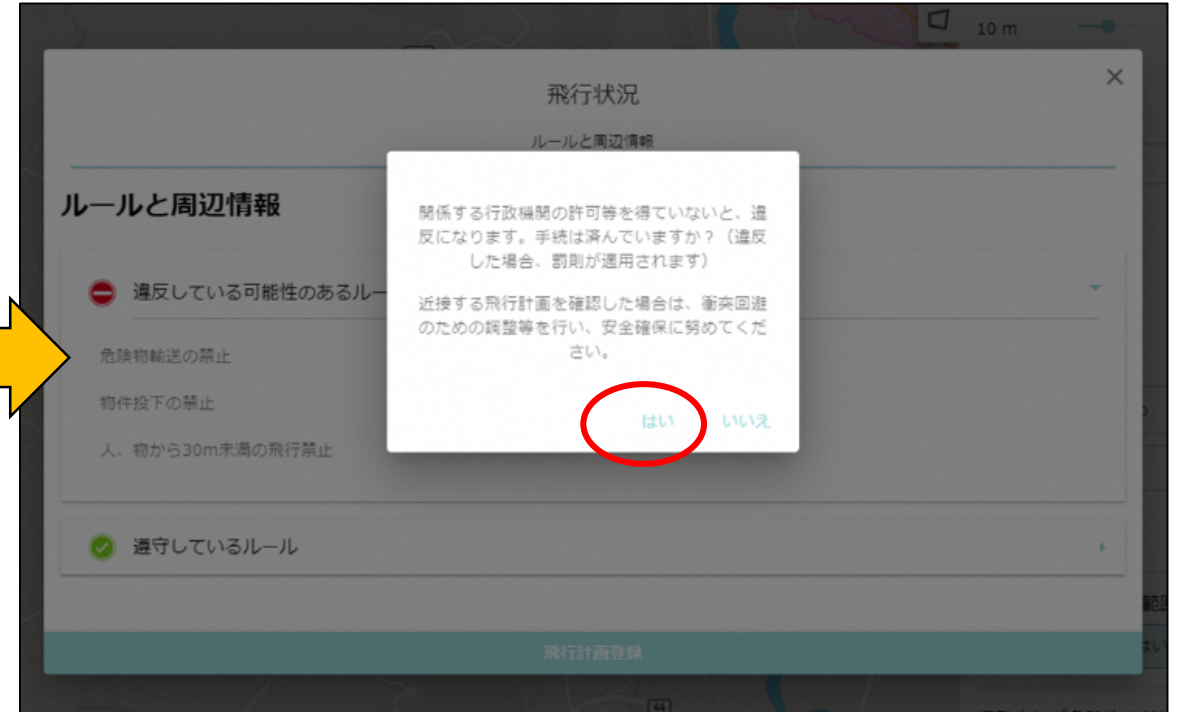 10 m
飛行状況
ルールと周辺情報
ルールと周辺情報
違反している可能性のあるルー
危険物輸送の禁止
物件投下の禁止
人、物から30m未満の飛行禁止
関係する行政機関の許可等を得ていないと、違
反になります。手続は済んでいますか？（違反
した場合、罰則が適用されます）
近接する飛行計画を確認した場合は、衝突回避
のための調整等を行い、安全確保に努めてくだ
さい。
はい いいえ
遵守しているルール
飛行計画登録
44